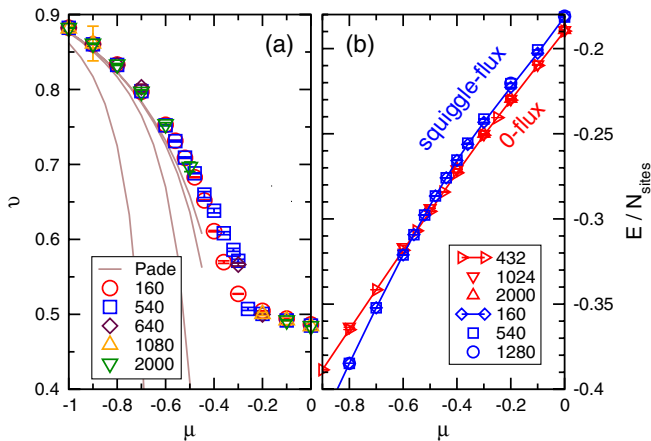 (a)
0.9
0.8
0.7
υ
0.6
0.5
0.4
Pade
160
540
640
1080
2000
-1 -0.8 -0.6 -0.4 -0.2 0
μ
(b)
squiggle-flux
0-flux
432
1024
2000
160
540
1280
-0.8 -0.6 -0.4 -0.2 0
μ
-0.2
-0.25
-0.3
-0.35
-0.4
E / Nsites